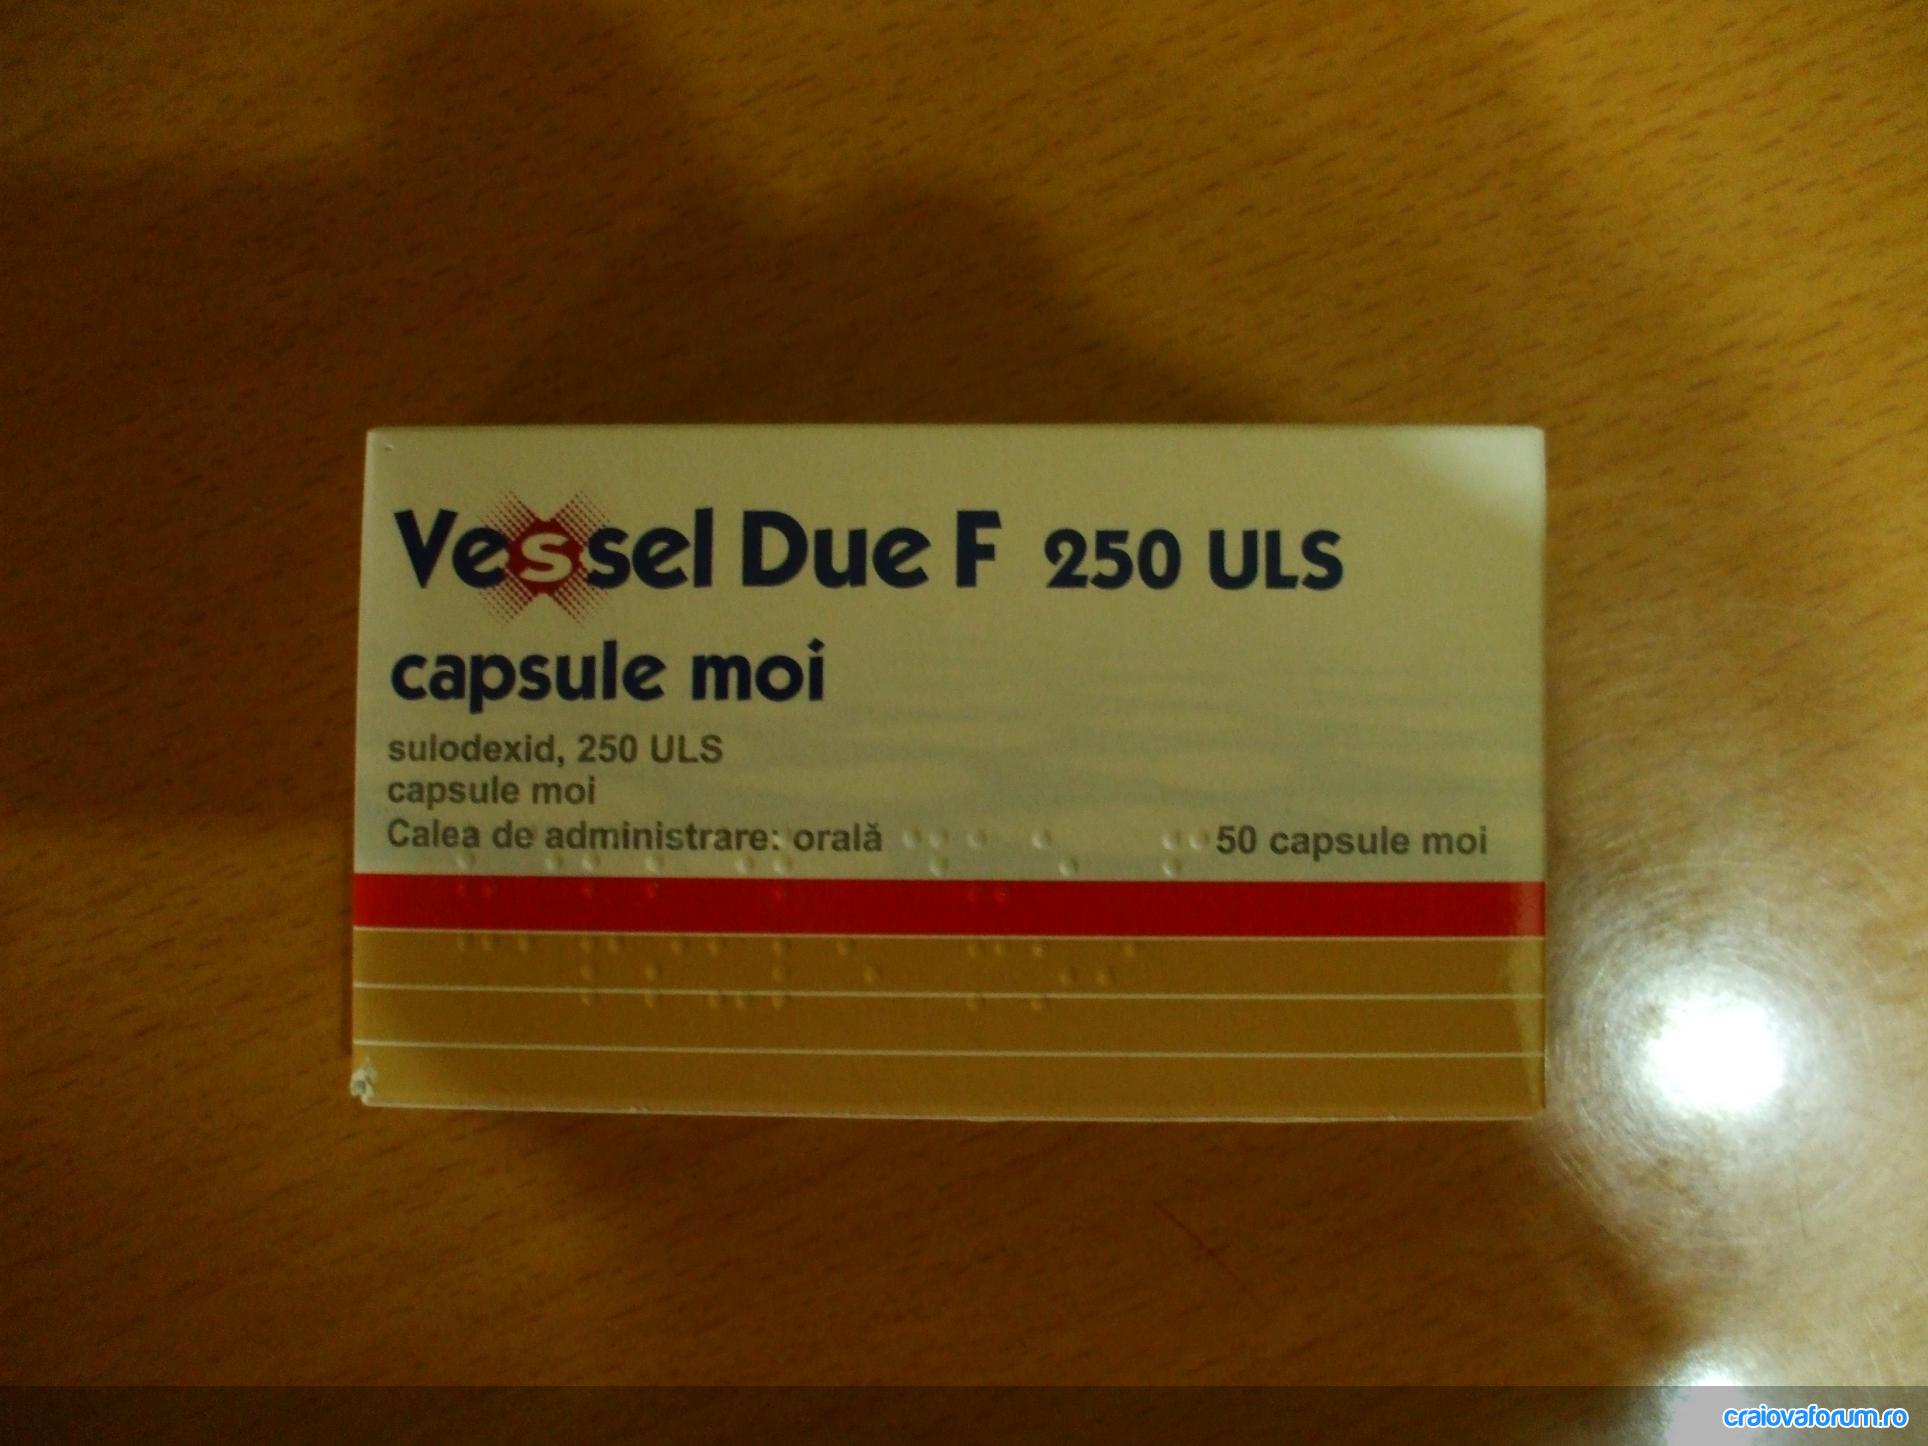 Vessel Due F 250 ULS
capsule moi
sulodexid, 250 ULS
capsule moi
Calea de administrare: orală
50 capsule moi
craiovaforum.ro